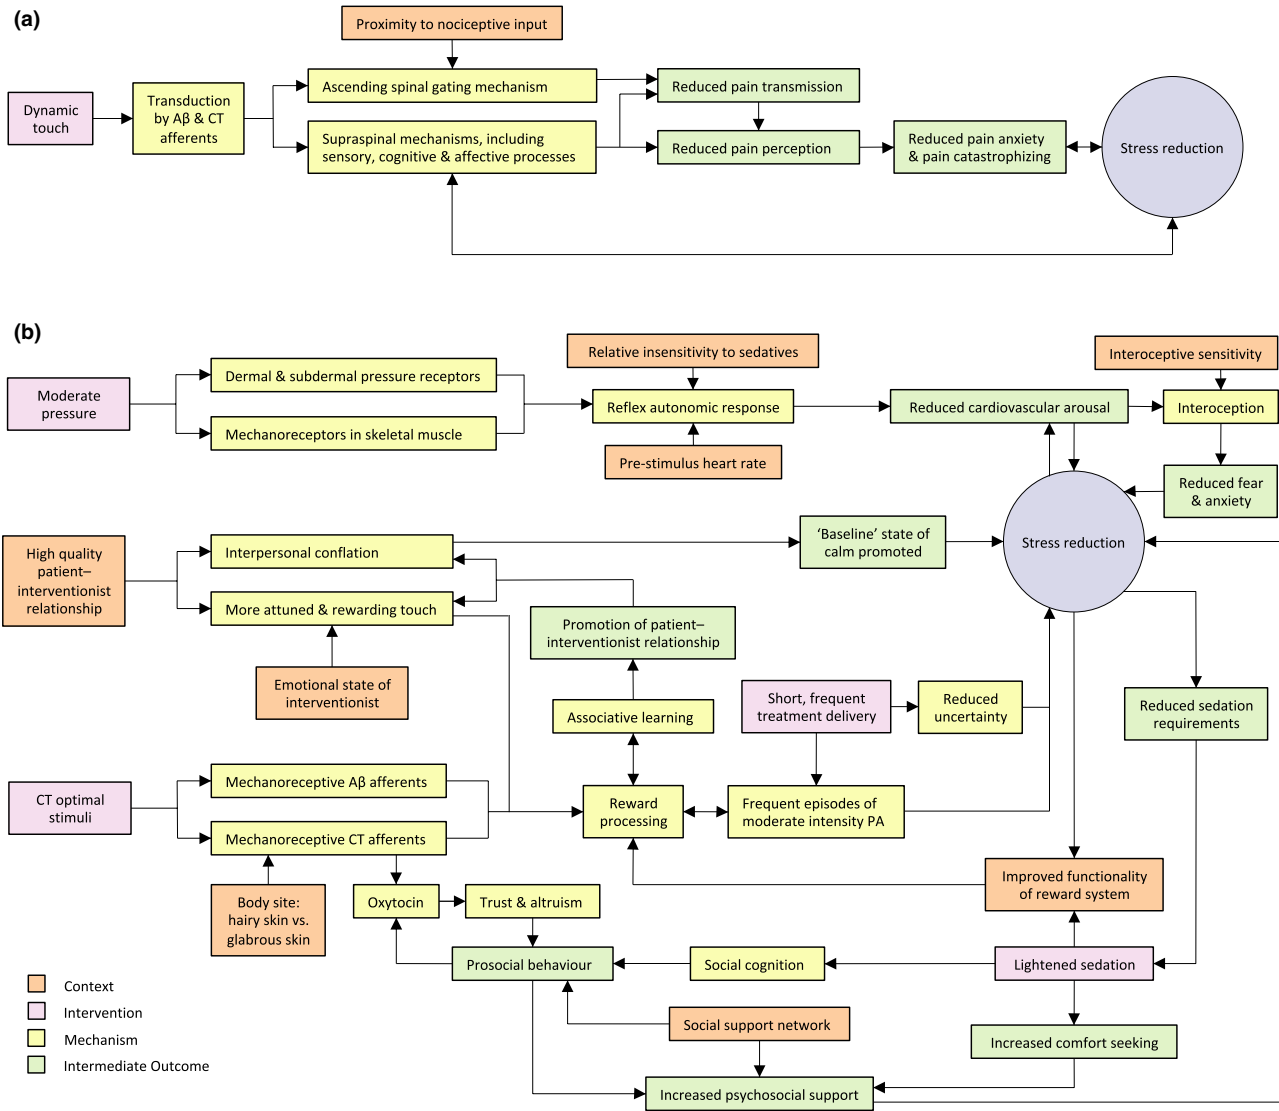 (a)
Proximity to nociceptive input
Dynamic
touch
Transduction
by Aβ & CT
afferents
Ascending spinal gating mechanism
Supraspinal mechanisms, including
sensory, cognitive & affective processes
Reduced pain transmission
Reduced pain perception
Reduced pain anxiety
& pain catastrophizing
Stress reduction
(b)
Moderate
pressure
Dermal & subdermal pressure receptors
Mechanoreceptors in skeletal muscle
Relative insensitivity to sedatives
Reflex autonomic response
Pre-stimulus heart rate
Reduced cardiovascular arousal
Interoceptive sensitivity
Interoception
Reduced fear
& anxiety
High quality
patient–
interventionist
relationship
Interpersonal conflation
More attuned & rewarding touch
Emotional state of
interventionist
‘Baseline’ state of
calm promoted
Stress reduction
Promotion of patient–
interventionist relationship
Associative learning
Short, frequent
treatment delivery
Reduced
uncertainty
Reduced sedation
requirements
CT optimal
stimuli
Mechanoreceptive Aβ afferents
Mechanoreceptive CT afferents
Reward
processing
Frequent episodes of
moderate intensity PA
Body site:
hairy skin vs.
glabrous skin
Oxytocin
Trust & altruism
Improved functionality
of reward system
Prosocial behaviour
Social cognition
Lightened sedation
Social support network
Increased comfort seeking
Increased psychosocial support
Context
Intervention
Mechanism
Intermediate Outcome